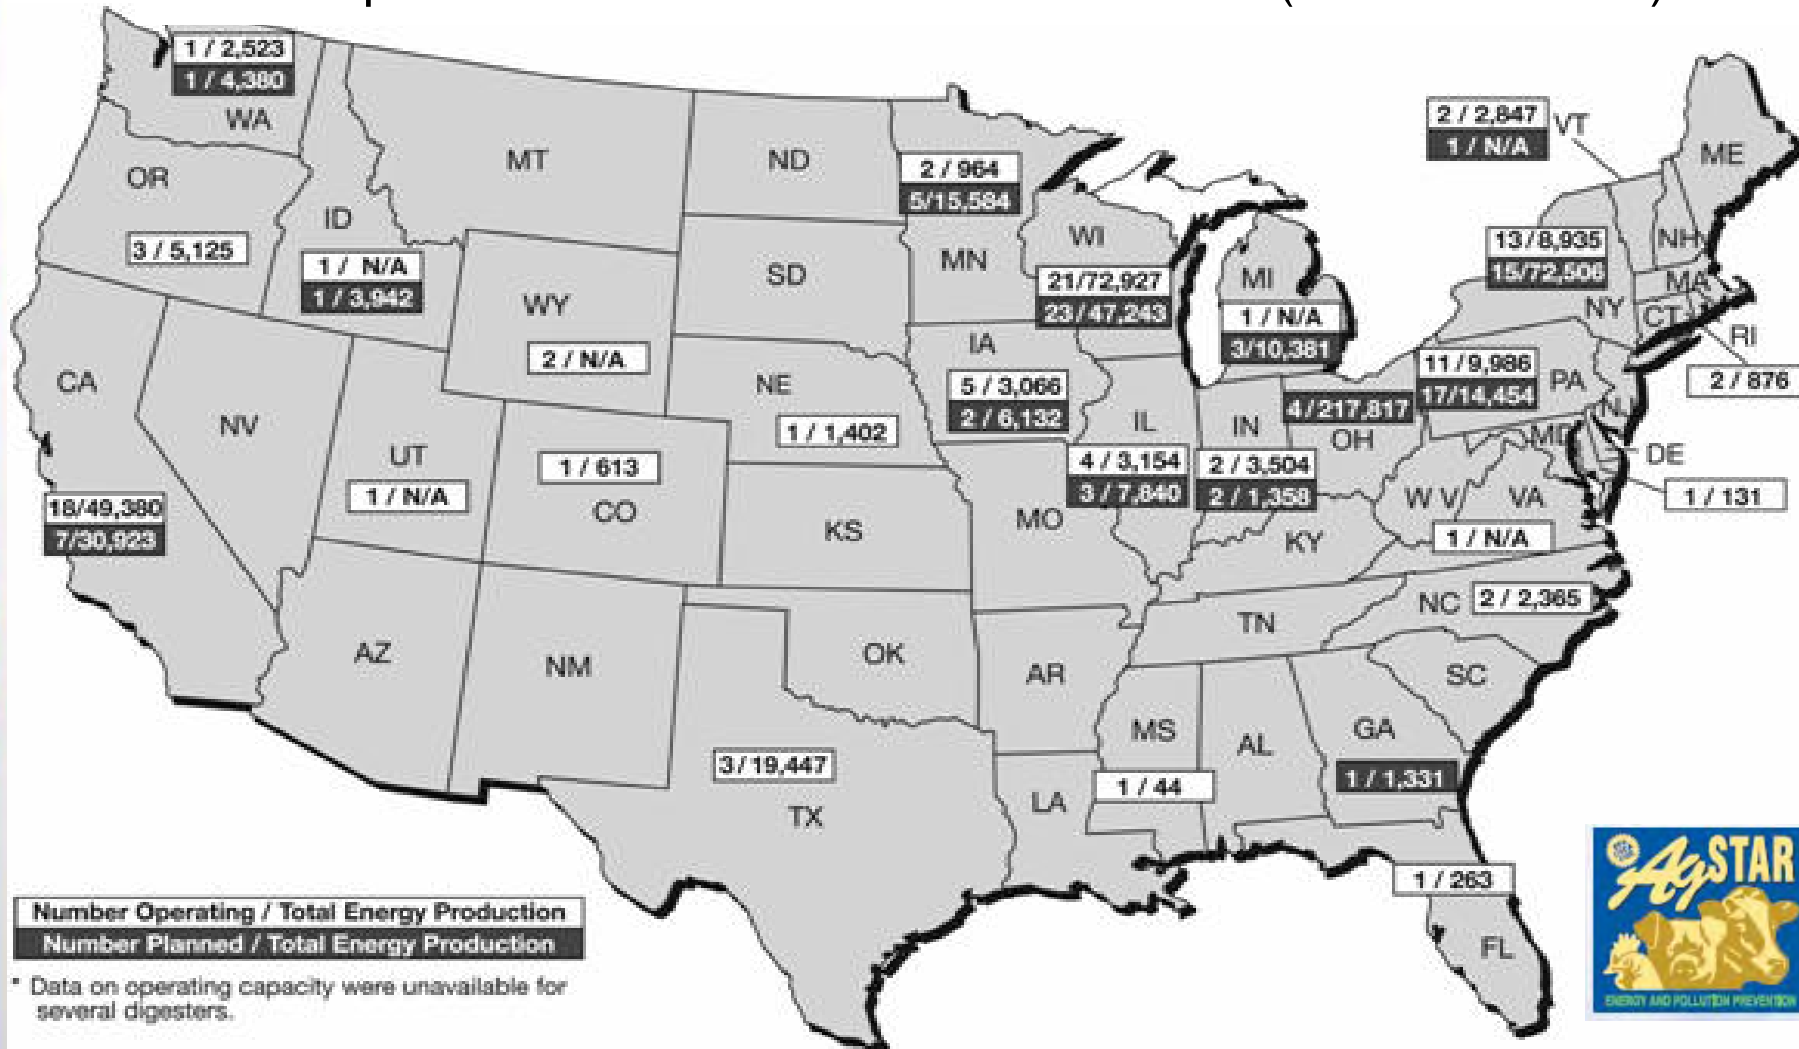 1 / 2,523
1 / 4,380
WA
OR
3 / 5,125
ID
1 / N/A
1 / 3,942
MT
ND
2 / 964
5/15,584
MN
WI
21/72,927
23/47,243
MI
1 / N/A
3/10,381
2 / 2,847
1 / N/A
VT
ME
13/8,935
15/72,506
NY
NH
MA
CT
RI
2 / 876
WY
2 / N/A
SD
IA
5 / 3,066
2 / 6,132
NE
1 / 1,402
CA
18/49,380
7/30,923
NV
UT
1 / N/A
1 / 613
CO
KS
MO
IL
4 / 3,154
3 / 7,840
IN
2 / 3,504
2 / 1,358
4/217,817
OH
11/9,986
17/14,454
PA
MD
DE
1 / 131
WV
VA
1 / N/A
KY
NC
2 / 2,365
TN
AZ
NM
OK
AR
SC
MS
1 / 44
AL
GA
1 / 1,331
3/19,447
TX
LA
1 / 263
FL
Number Operating / Total Energy Production
Number Planned / Total Energy Production
* Data on operating capacity were unavailable for
several digesters.
AgSTAR
ENERGY AND POLLUTION PREVENTION